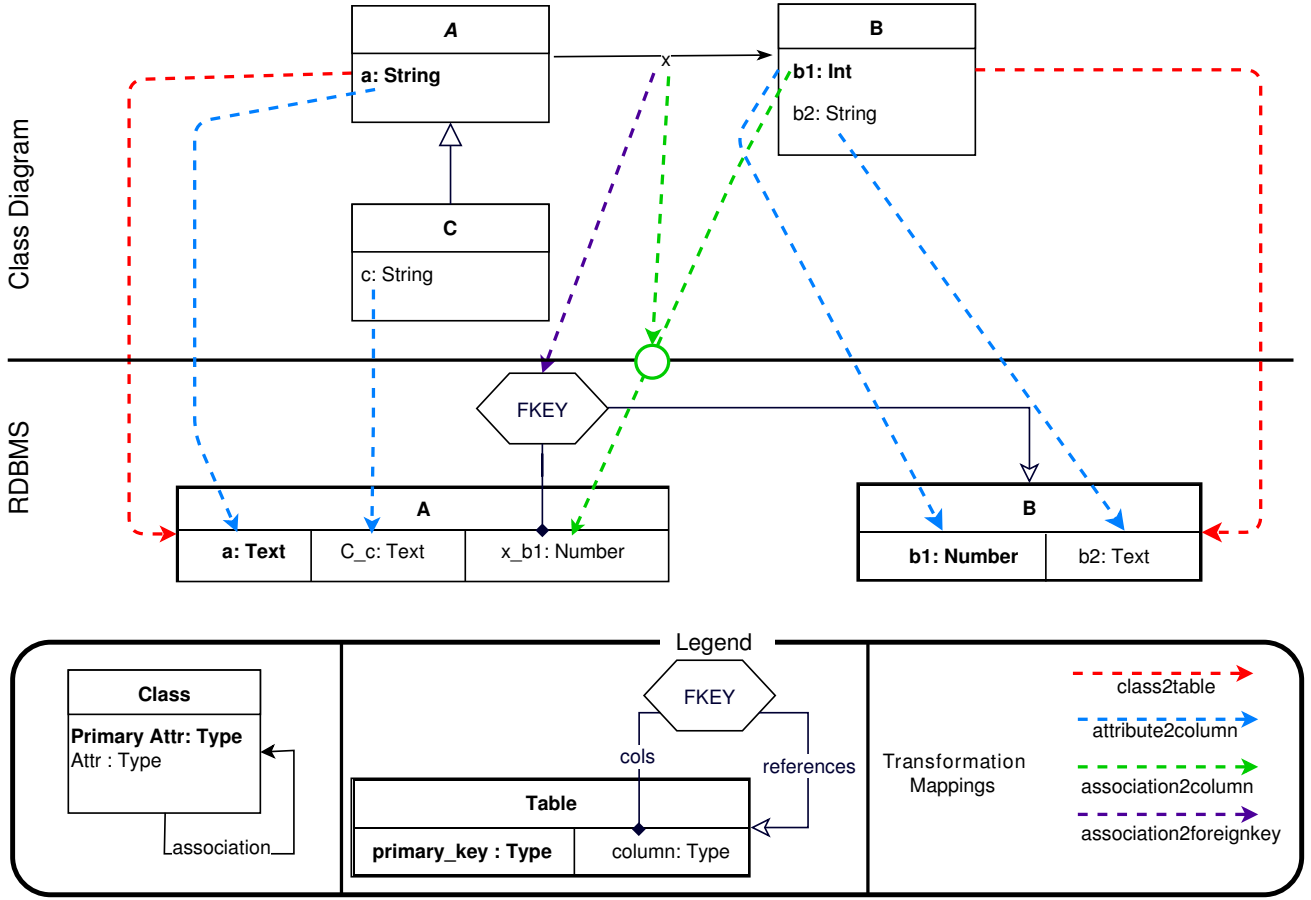 A
a: String
x
B
b1: Int
b2: String
C
c: String
Class Diagram
RDBMS
FKEY
A
a: Text
C_c: Text
x_b1: Number
B
b1: Number
b2: Text
Legend
Class
Primary Attr: Type
Attr : Type
association
FKEY
cols
references
Table
primary_key : Type
column: Type
Transformation
Mappings
class2table
attribute2column
association2column
association2foreignkey